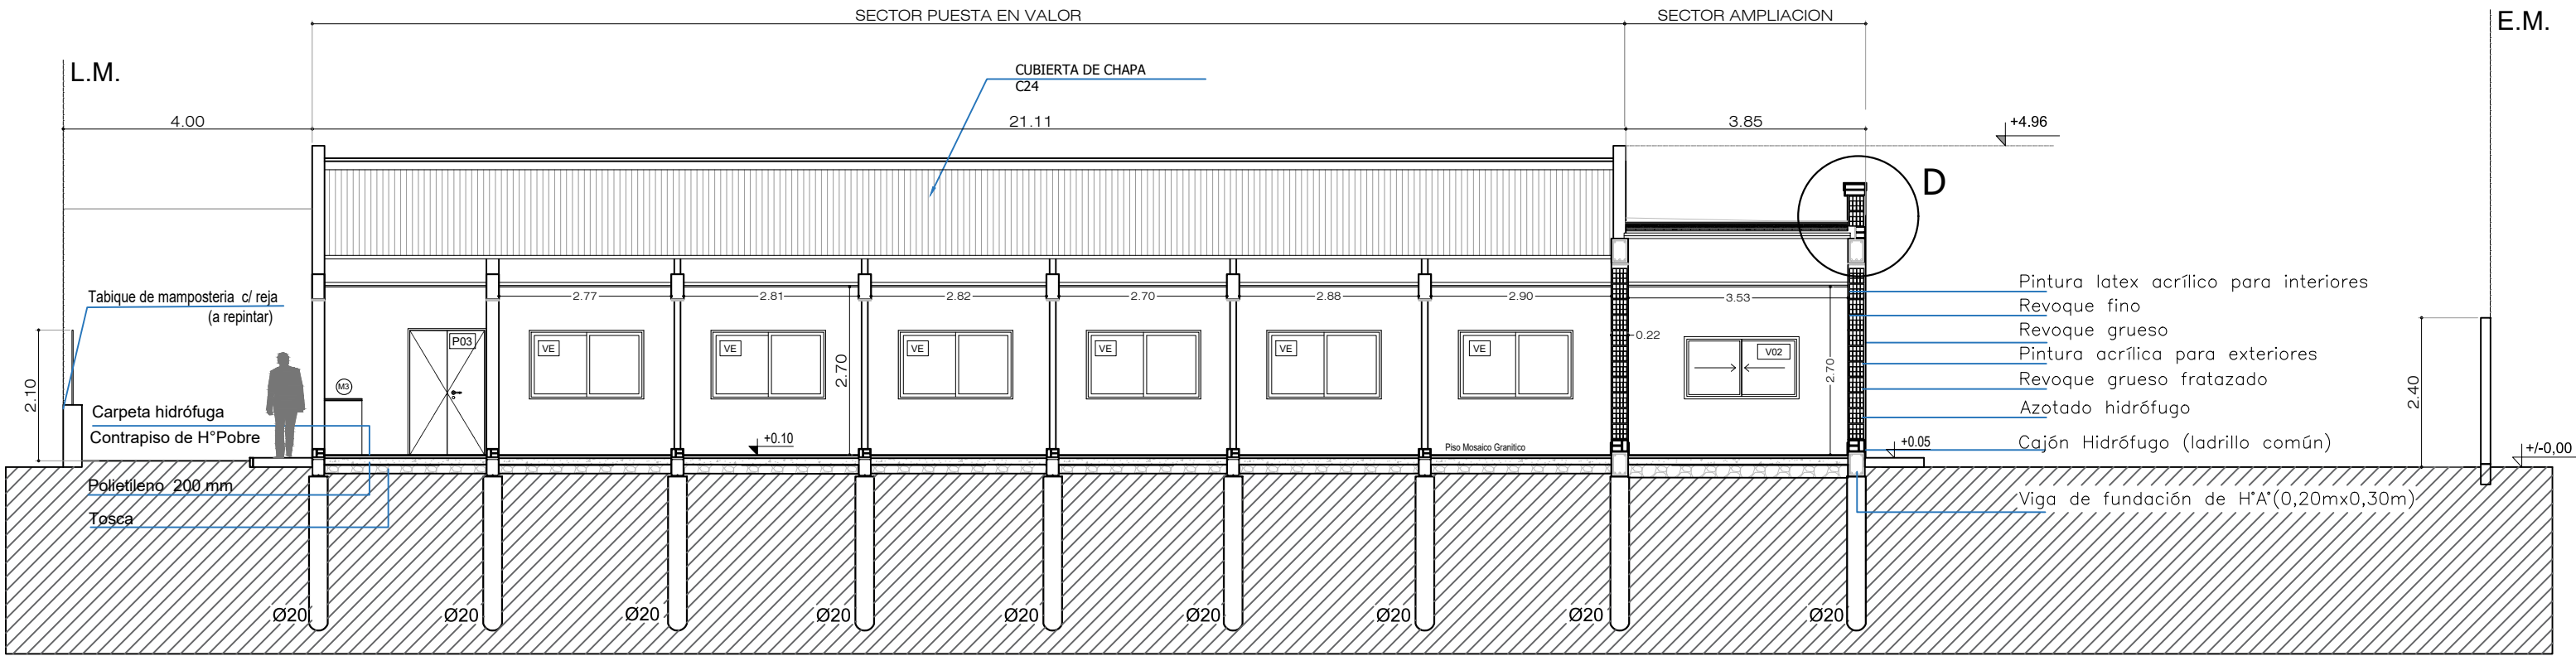 SECTOR PUESTA EN VALOR
SECTOR AMPLIACION
E.M.
L.M.
CUBIERTA DE CHAPA
C24
4.00
21.11
3.85
+4.96
D
Tabique de mamposteria c/ reja
(a repintar)
2.77
2.81
2.82
2.70
2.88
2.90
3.53
Pintura latex acrílico para interiores
Revoque fino
Revoque grueso
Pintura acrílica para exteriores
Revoque grueso fratazado
Azotado hidrófugo
Cajón Hidrófugo (ladrillo común)
Viga de fundación de H°A°(0,20mx0,30m)
P03
VE
VE
VE
VE
VE
VE
0.22
V02
2.10
M3
2.70
2.70
2.40
Carpeta hidrófuga
Contrapiso de H°Pobre
+0.10
Piso Mosaico Granitico
+0.05
+/-0,00
Polietileno 200 mm
Tosca
Ø20
Ø20
Ø20
Ø20
Ø20
Ø20
Ø20
Ø20
Ø20